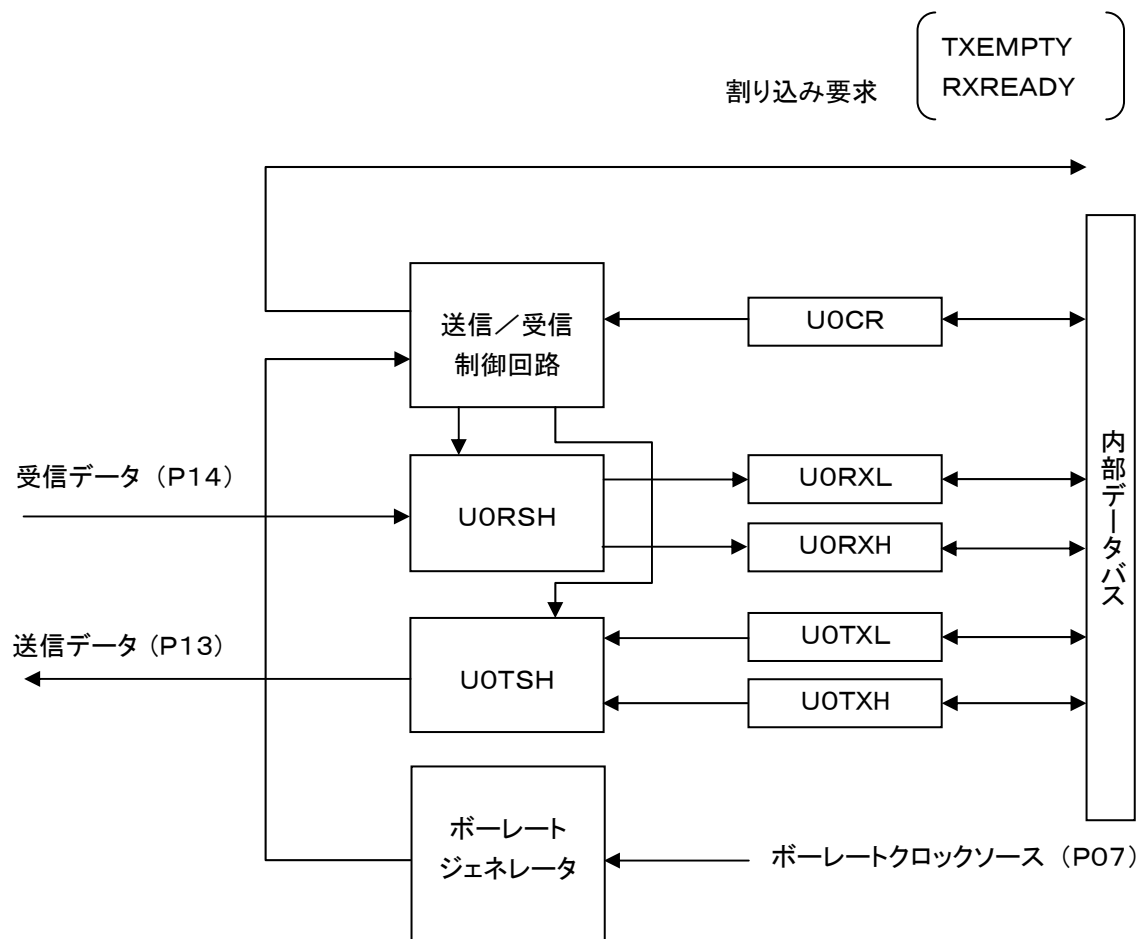 TXEMPTY
割り込み要求 RXREADY
送信／受信
制御回路
U0CR
受信データ (P14)
U0RSH
U0RXL
U0RXH
内部データバス
送信データ (P13)
U0TSH
U0TXL
U0TXH
ボーレート
ジェネレータ
ボーレートクロックソース (P07)